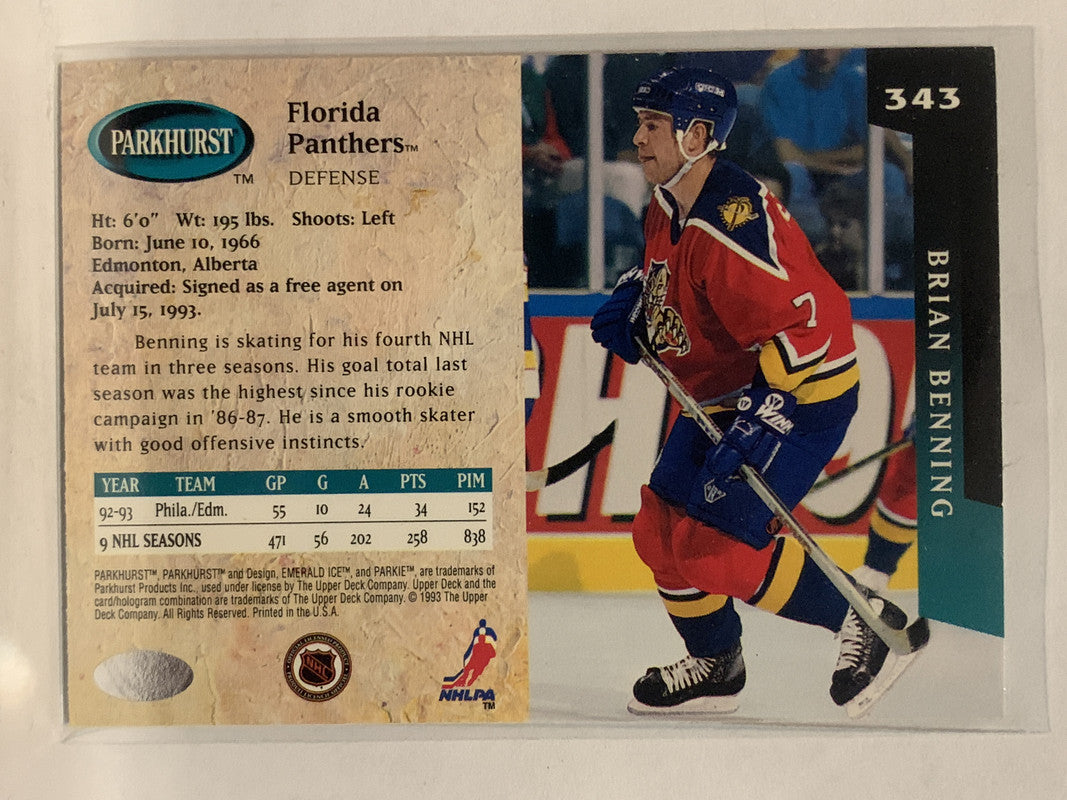 PARKHURST
TM
Florida
Panthers™
DEFENSE
Ht: 6'0" Wt: 195 lbs. Shoots: Left
Born: June 10, 1966
Edmonton, Alberta
Acquired: Signed as a free agent on
July 15, 1993.
Benning is skating for his fourth NHL
team in three seasons. His goal total last
season was the highest since his rookie
campaign in '86-87. He is a smooth skater
with good offensive instincts.
YEAR TEAM GP G A PTS PIM
92-93 Phila./Edm. 55 10 24 34 152
9 NHL SEASONS 471 56 202 258 838
PARKHURST™, PARKHURST™ and Design, EMERALD ICE™, and PARKIE™, are trademarks of
Parkhurst Products Inc., used under license by The Upper Deck Company. Upper Deck and the
card/hologram combination are trademarks of The Upper Deck Company. © 1993 The Upper
Deck Company. All Rights Reserved. Printed in the U.S.A.
NHL
NHLPA
TM
343
BRIAN BENNING
7